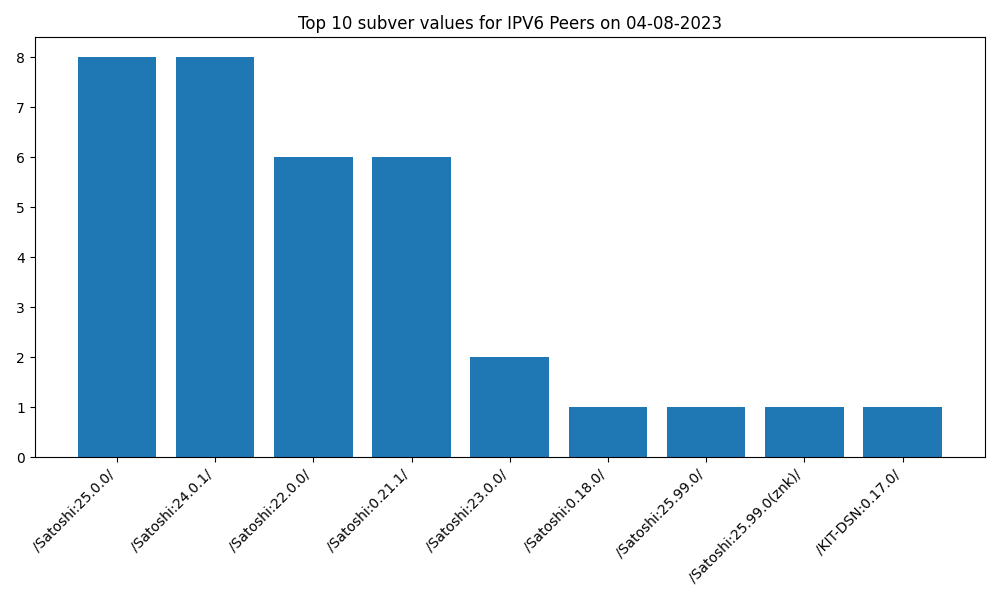 Top 10 subver values for IPV6 Peers on 04-08-2023
8
7
6
5
4
3
2
1
0
/Satoshi:25.0.0/
/Satoshi:24.0.1/
/Satoshi:22.0.0/
/Satoshi:0.21.1/
/Satoshi:23.0.0/
/Satoshi:0.18.0/
/Satoshi:25.99.0/
/Satoshi:25.99.0(znk)/
/KIT-DSN:0.17.0/